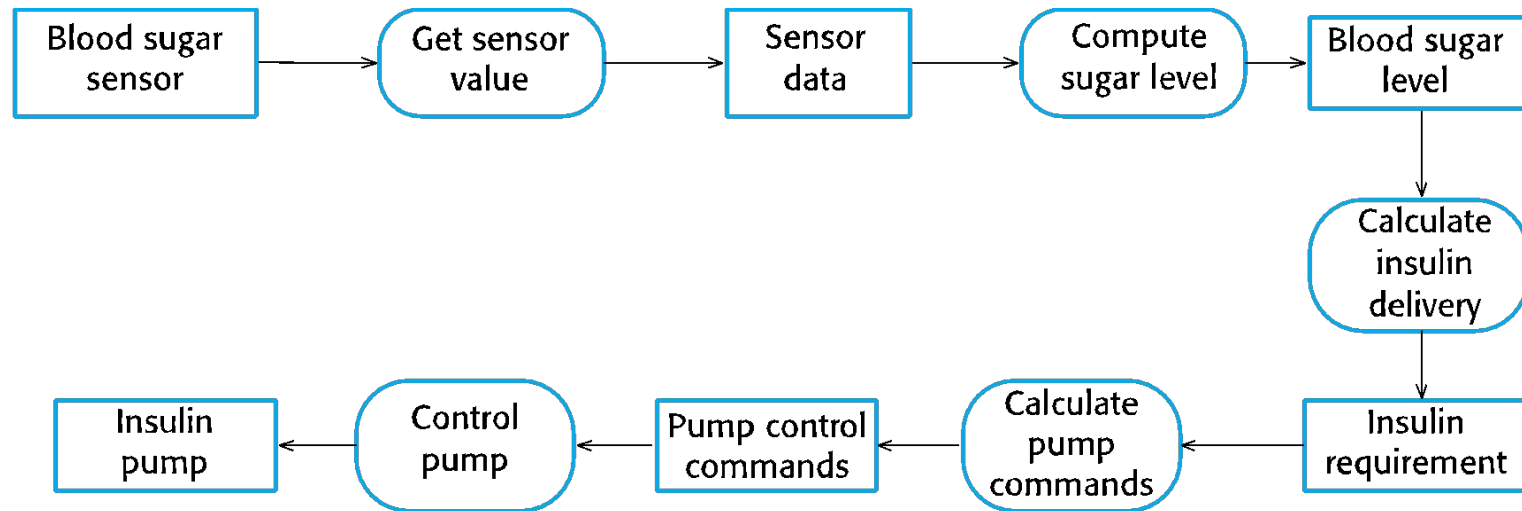 Blood sugar
sensor
Get sensor
value
Sensor
data
Compute
sugar level
Blood sugar
level
Calculate
insulin
delivery
Insulin
requirement
Calculate
pump
commands
Pump control
commands
Control
pump
Insulin
pump